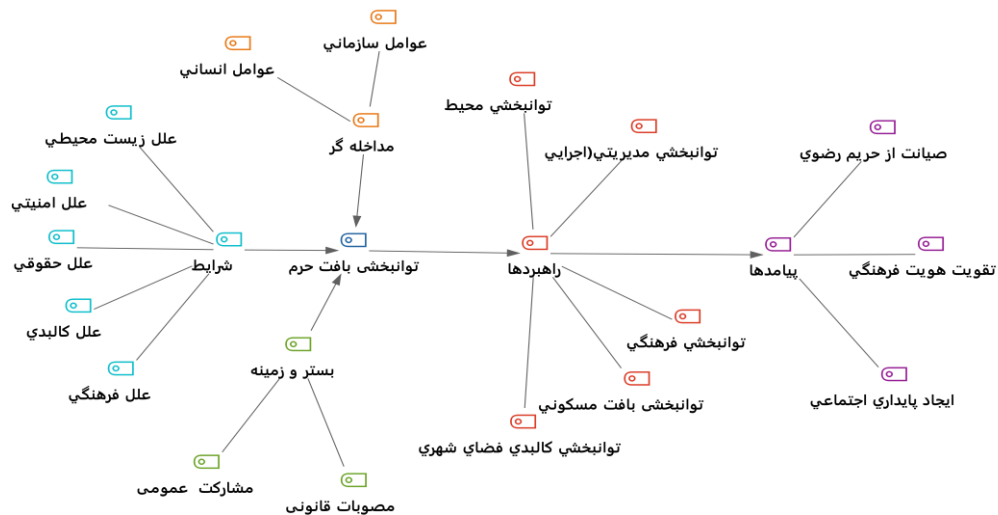 عوامل سازماني
عوامل انساني
مداخله گر
توانبخشي محيط
توانبخشي مديريتي(اجرايي
صيانت از حريم رضوي
علل زيست محيطي
علل امنيتي
علل حقوقي
شرايط
توانبخشی بافت حرم
راهبردها
پيامدها
تقويت هويت فرهنگي
علل كالبدي
علل فرهنگي
بستر و زمينه
توانبخشي فرهنگي
توانبخشی بافت مسكوني
توانبخشي كالبدي فضاي شهري
ايجاد پايداري اجتماعي
مشاركت عمومی
مصوبات قانونی